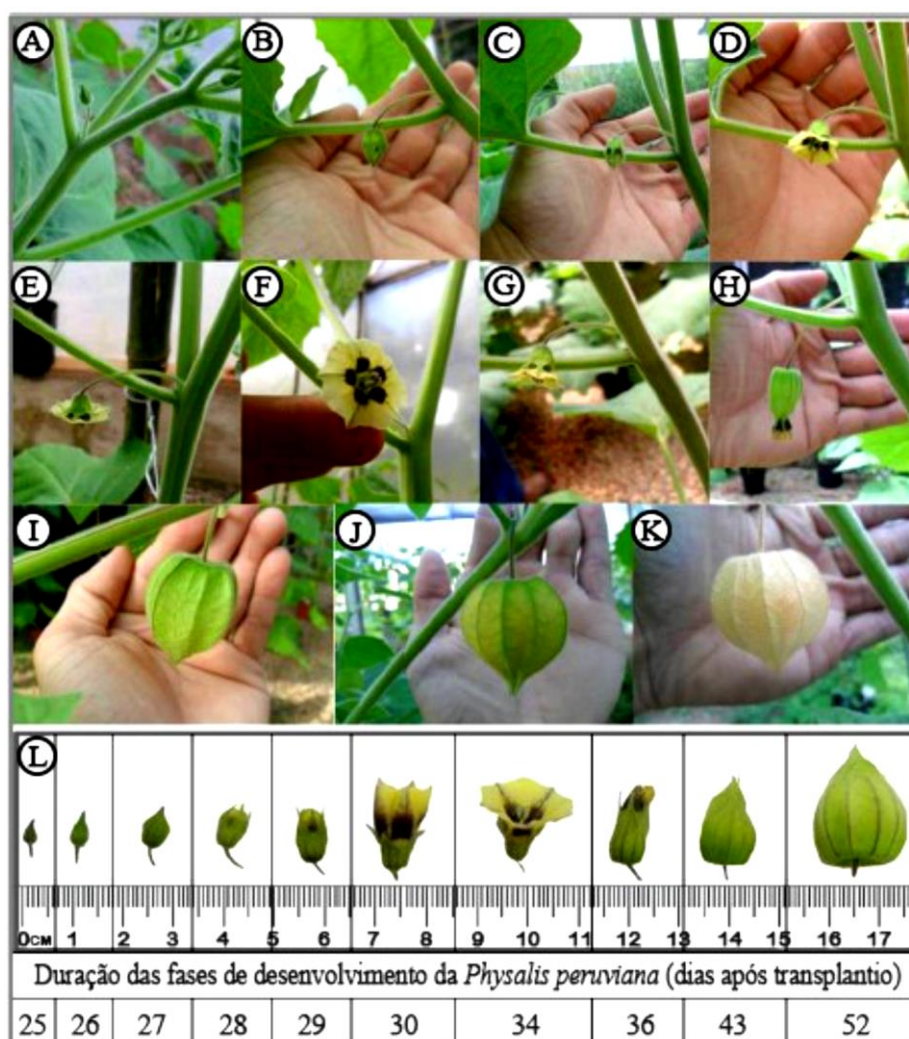 A
B
C
D
E
F
G
H
I
J
K
L
0CM 1 2 3 4 5 6 7 8 9 10 11 12 13 14 15 16 17
Duração das fases de desenvolvimento da Physalis peruviana (dias após transplantio)
25 26 27 28 29 30 34 36 43 52